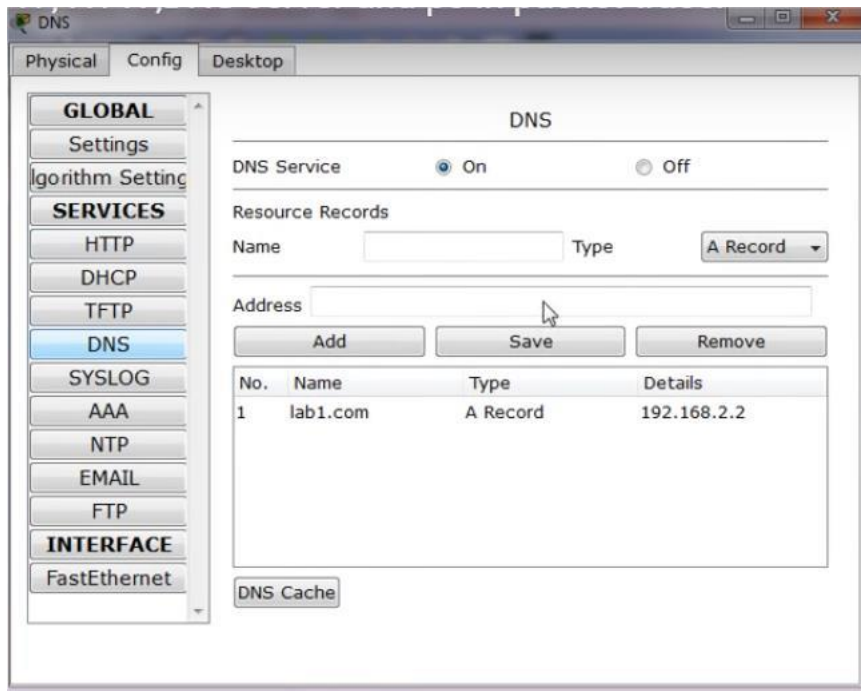 DNS
Physical Config Desktop
GLOBAL
Settings
lgorithm Setting
SERVICES
HTTP
DHCP
TFTP
DNS
SYSLOG
AAA
NTP
EMAIL
FTP
INTERFACE
FastEthernet
DNS
DNS Service On Off
Resource Records
Name Type A Record
Address
Add Save Remove
No. Name Type Details
1 lab1.com A Record 192.168.2.2
DNS Cache